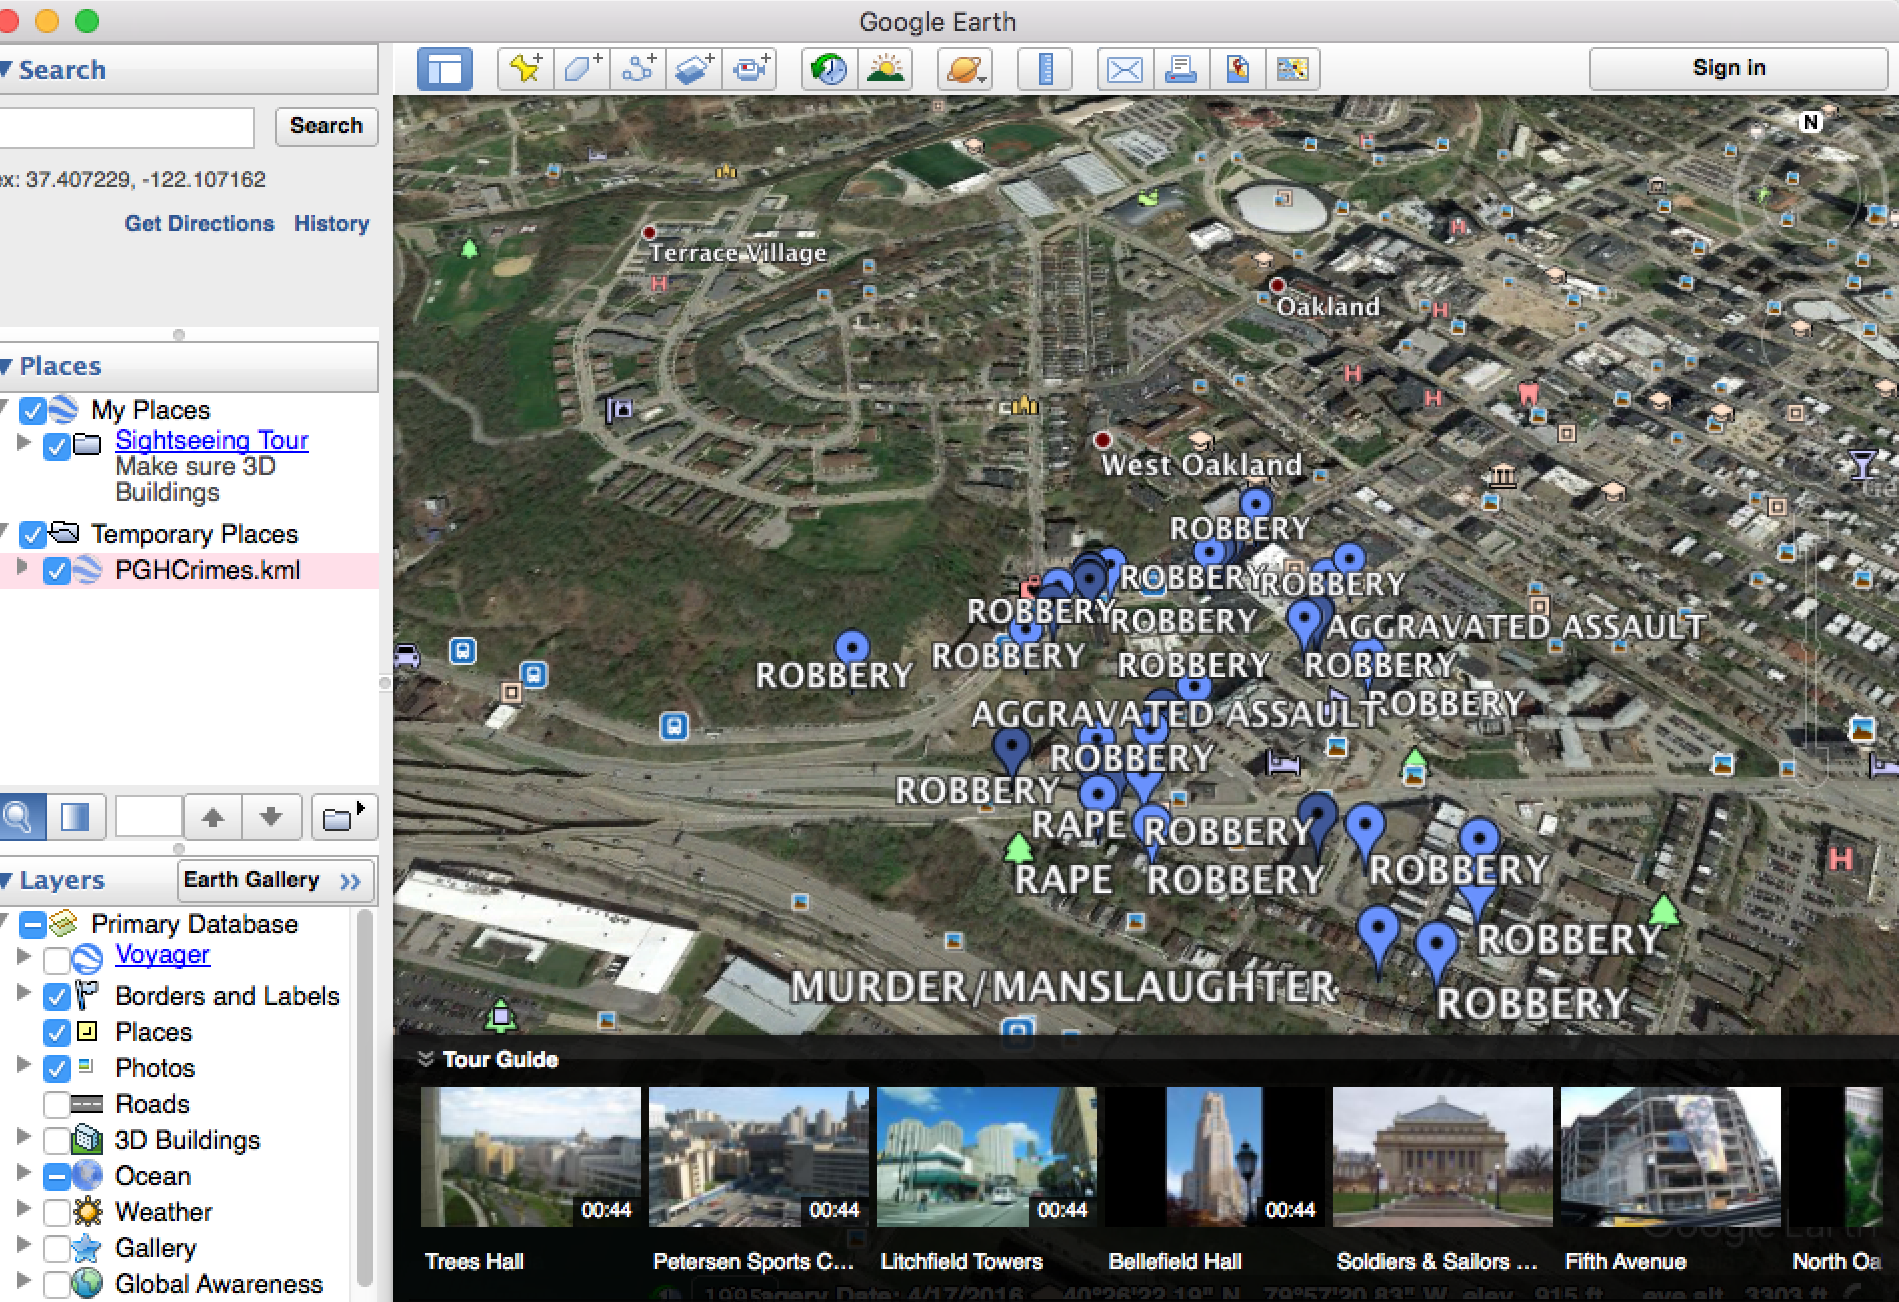 Google Earth
Search
Sign in
Search
ex: 37.407229, -122.107162
Get Directions History
Places
My Places
Sightseeing Tour
Make sure 3D
Buildings
Temporary Places
PGHCrimes.kml
Layers
Earth Gallery >>
Primary Database
Voyager
Borders and Labels
Places
Photos
Roads
3D Buildings
Ocean
Weather
Gallery
Global Awareness
N
Terrace Village
Oakland
West Oakland
ROBBERY
ROBBERY
ROBBERY
ROBBERY
ROBBERY
AGGRAVATED ASSAULT
ROBBERY
ROBBERY
ROBBERY
ROBBERY
ROBBERY
AGGRAVATED ASSAULT
ROBBERY
ROBBERY
ROBBERY
RAPE
ROBBERY
RAPE
ROBBERY
ROBBERY
ROBBERY
MURDER/MANSLAUGHTER
ROBBERY
Tour Guide
00:44
00:44
00:44
00:44
Trees Hall
Petersen Sports C...
Litchfield Towers
Bellefield Hall
Soldiers & Sailors ...
Fifth Avenue
North Oa
Google Earth
1995
Imagery Date: 4/17/2016 40°26'22.19" N 79°57'20.83" W elev 915 ft eye alt 3303 ft